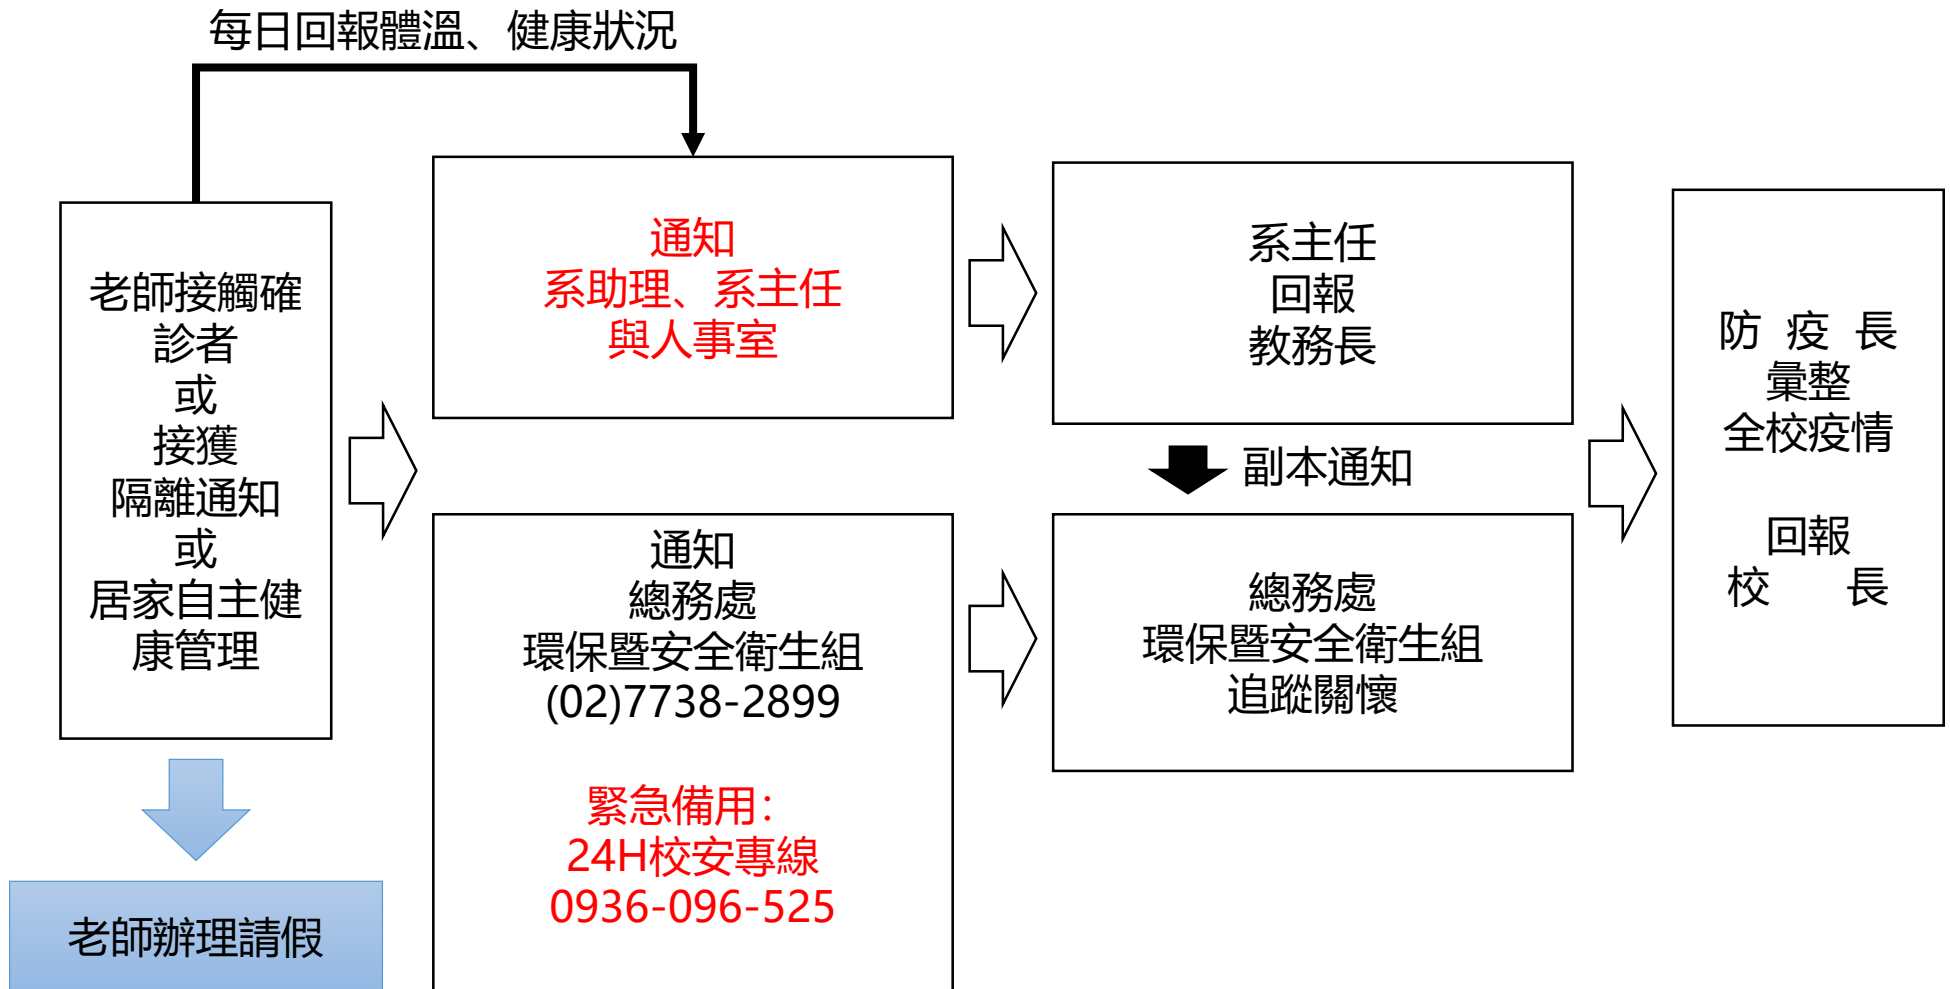 每日回報體溫、健康狀況
老師接觸確
診者
或
接獲
隔離通知
或
居家自主健
康管理
老師辦理請假
通知
系助理、系主任
與人事室
通知
總務處
環保暨安全衛生組
(02)7738-2899
緊急備用:
24H校安專線
0936-096-525
系主任
回報
教務長
副本通知
總務處
環保暨安全衛生組
追蹤關懷
防 疫 長
彙整
全校疫情
回報
校 長